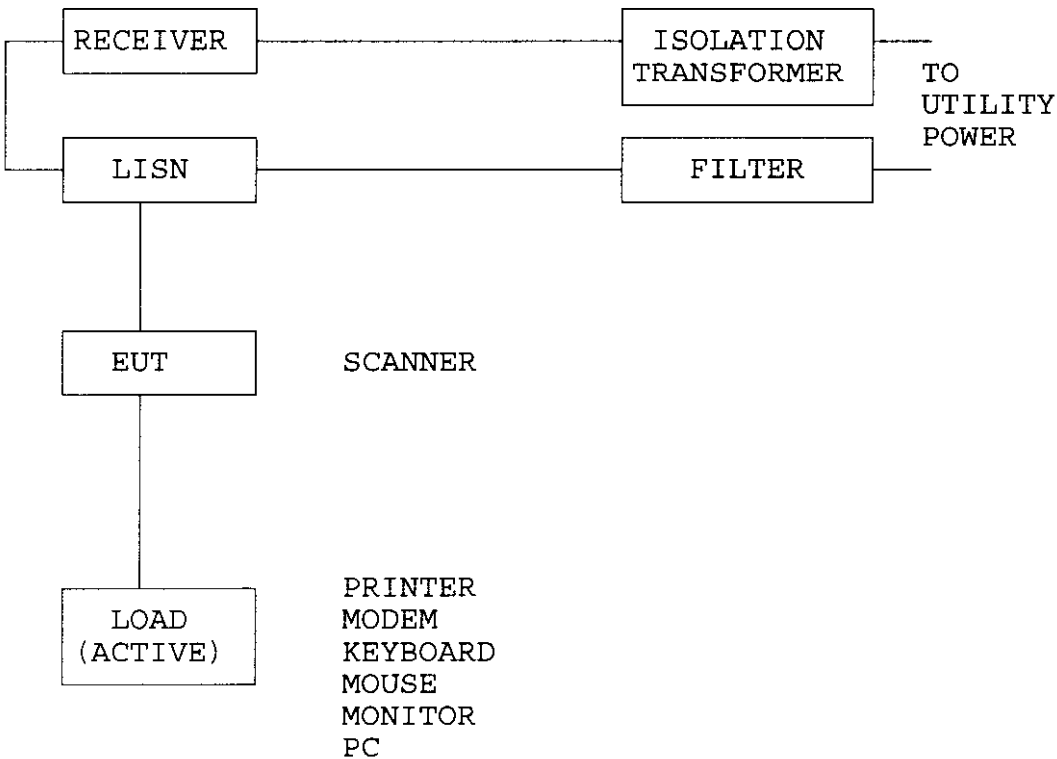 RECEIVER
ISOLATION
TRANSFORMER
TO
UTILITY
POWER
LISN
FILTER
EUT
SCANNER
LOAD
(ACTIVE)
PRINTER
MODEM
KEYBOARD
MOUSE
MONITOR
PC